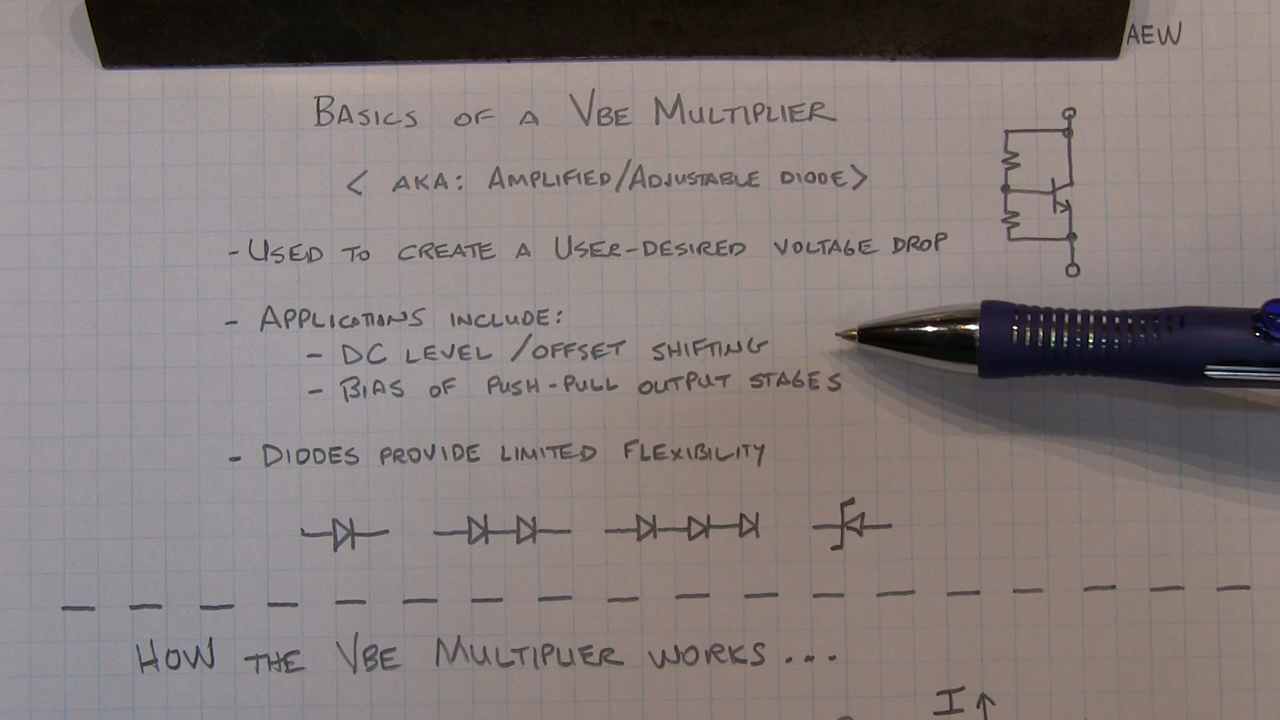 AEW
BASICS OF A VBE MULTIPLIER
< AKA: AMPLIFIED/ADJUSTABLE DIODE>
- USED TO CREATE A USER-DESIRED VOLTAGE DROP
- APPLICATIONS INCLUDE:
- DC LEVEL /OFFSET SHIFTING
- BIAS OF PUSH-PULL OUTPUT STAGES
- DIODES PROVIDE LIMITED FLEXIBILITY
HOW THE VBE MULTIPLIER WORKS...
I↑